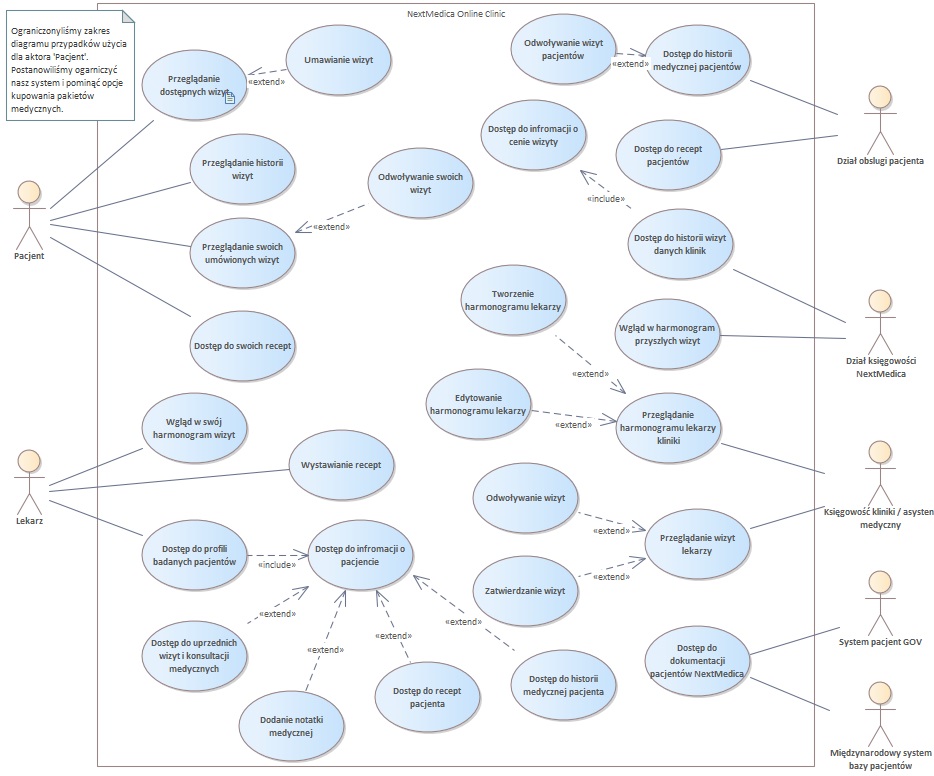 NextMedica Online Clinic
Ograniczonyliśmy zakres
diagramu przypadków użycia
dla aktora 'Pacjent'.
Postanowiliśmy ogarniczyć
nasz system i pominąć opcje
kupowania pakietów
medycznych.
Przeglądanie
dostępnych wizyt
«extend»
Umawianie wizyt
Odwoływanie wizyt
pacjentów
«extend»
Dostęp do historii
medycznej pacjentów
Dział obsługi pacjenta
Dostęp do infromacji o
cenie wizyty
Dostęp do recept
pacjentów
Przeglądanie historii
wizyt
Odwoływanie swoich
wizyt
«include»
Pacjent
Przeglądanie swoich
umówionych wizyt
«extend»
Dostęp do historii wizyt
danych klinik
Tworzenie
harmonogramu lekarzy
Wgląd w harmonogram
przyszlych wizyt
Dostęp do swoich recept
Dział księgowości
NextMedica
«extend»
Edytowanie
harmonogramu lekarzy
«extend»
Przeglądanie
harmonogramu lekarzy
kliniki
Wgląd w swój
harmonogram wizyt
Wystawianie recept
Lekarz
Odwoływanie wizyt
«extend»
Przeglądanie wizyt
lekarzy
Księgowość kliniki / asysten
medyczny
Dostęp do profili
badanych pacjentów
«include»
Dostęp do infromacji o
pacjencie
Zatwierdzanie wizyt
«extend»
«extend»
«extend»
«extend»
«extend»
Dostęp do uprzednich
wizyt i konsultacji
medycznych
Dostęp do
dokumentacji
pacjentów NextMedica
System pacjent GOV
Dodanie notatki
medycznej
Dostęp do recept
pacjenta
Dostęp do historii
medycznej pacjenta
Międzynarodowy system
bazy pacjentów